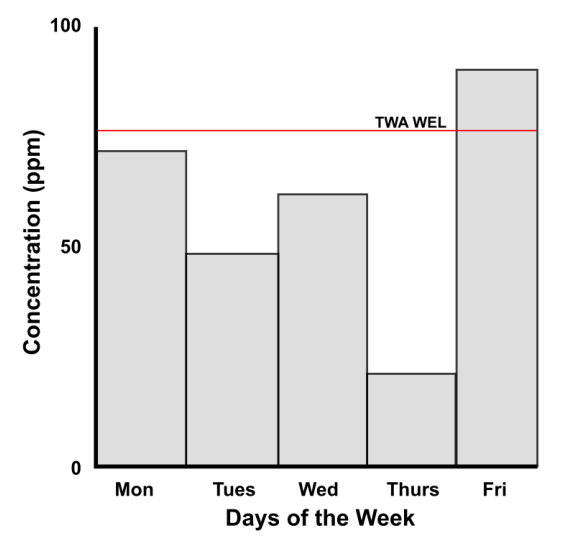 100
TWA WEL
50
0
Concentration (ppm)
Mon Tues Wed Thurs Fri
Days of the Week